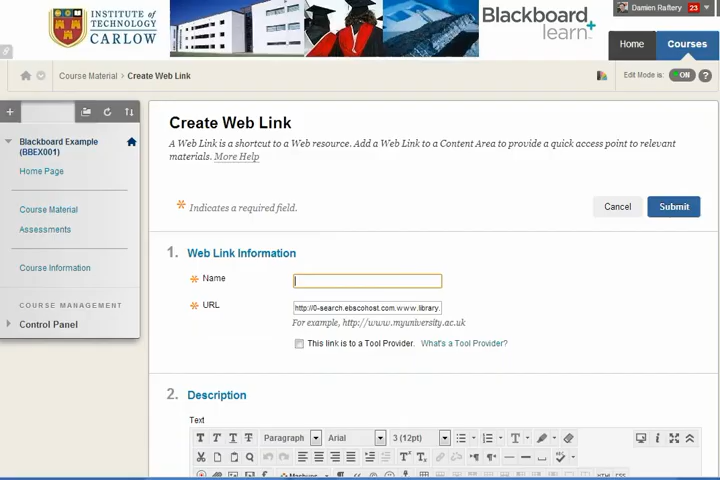 INSTITUTE of
TECHNOLOGY
CARLOW
Blackboard
learn+
Damien Raftery 23
Home
Courses
Course Material > Create Web Link
Edit Mode is: ON ?
Create Web Link
A Web Link is a shortcut to a Web resource. Add a Web Link to a Content Area to provide a quick access point to relevant
materials. More Help
* Indicates a required field.
Cancel
Submit
Blackboard Example
(BBEX001)
Home Page
Course Material
Assessments
Course Information
COURSE MANAGEMENT
Control Panel
1. Web Link Information
* Name
* URL
http://0-search.ebscohost.com.www.library.
For example, http://www.myuniversity.ac.uk
This link is to a Tool Provider. What's a Tool Provider?
2. Description
Text
T T T T Paragraph Arial 3 (12pt)
Mashups
HTML CSS